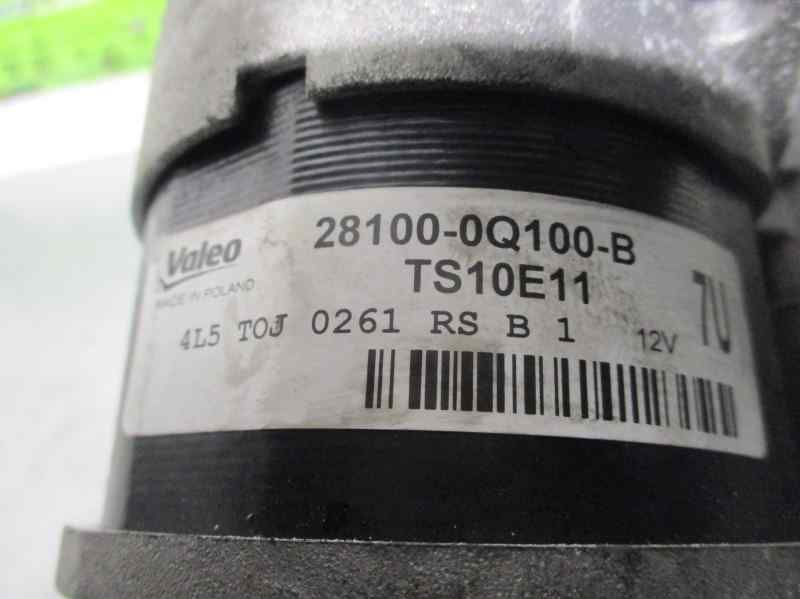 Valeo
28100-0Q100-B
MADE IN POLAND
TS10E11
7U
4L5 TOJ 0261 RS B 1
12V